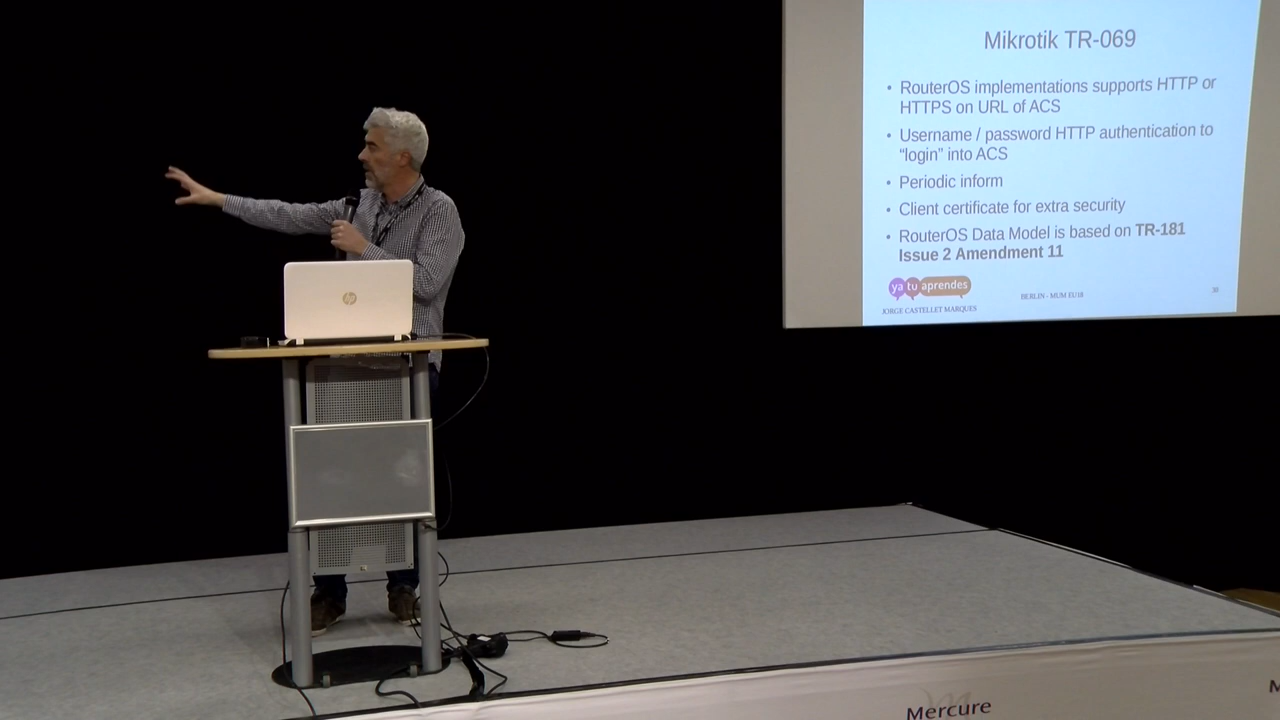 Mikrotik TR-069
• RouterOS implementations supports HTTP or
HTTPS on URL of ACS
• Username / password HTTP authentication to
“login” into ACS
• Periodic inform
• Client certificate for extra security
• RouterOS Data Model is based on TR-181
Issue 2 Amendment 11
ya tu aprendes
JORGE CASTELLET MARQUES
BERLIN - MUM EU18
hp
Mercure
M